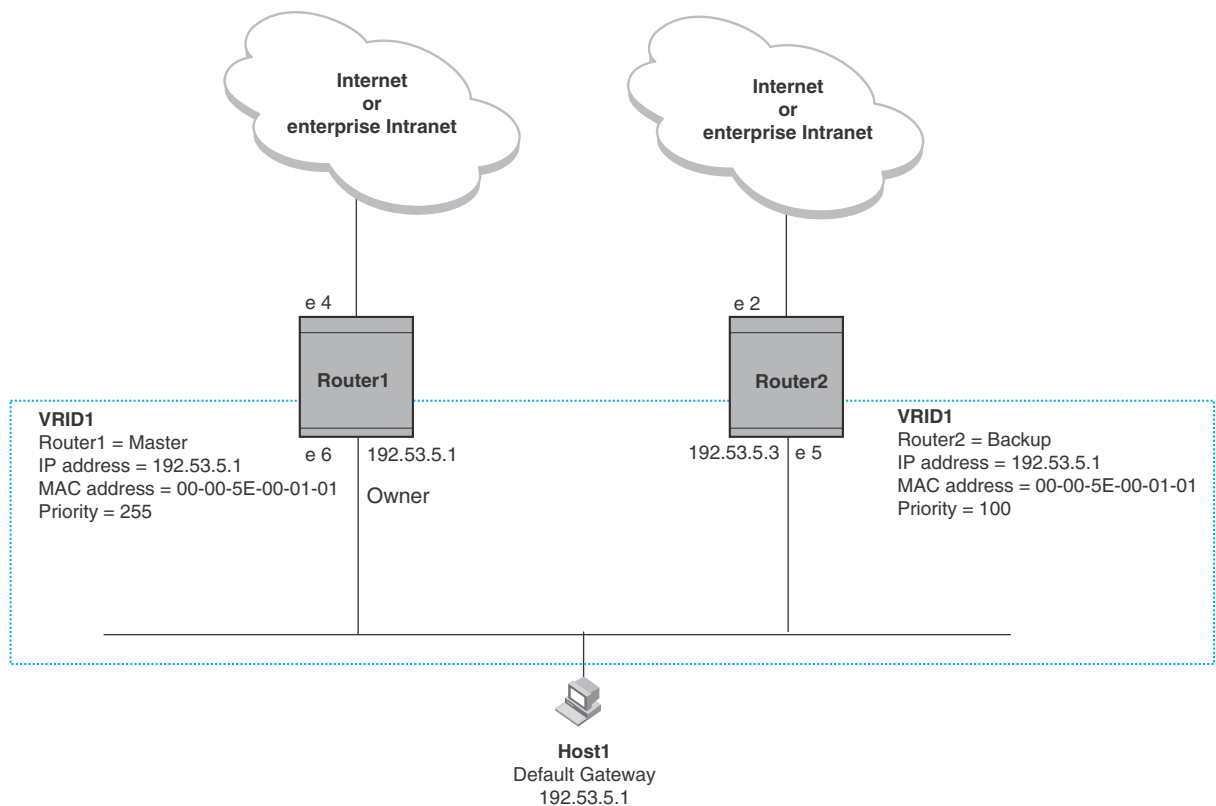 Internet
or
enterprise Intranet
Internet
or
enterprise Intranet
e 4
e 2
Router1
Router2
VRID1
Router1 = Master
IP address = 192.53.5.1
MAC address = 00-00-5E-00-01-01
Priority = 255
e 6
192.53.5.1
Owner
192.53.5.3
e 5
VRID1
Router2 = Backup
IP address = 192.53.5.1
MAC address = 00-00-5E-00-01-01
Priority = 100
Host1
Default Gateway
192.53.5.1